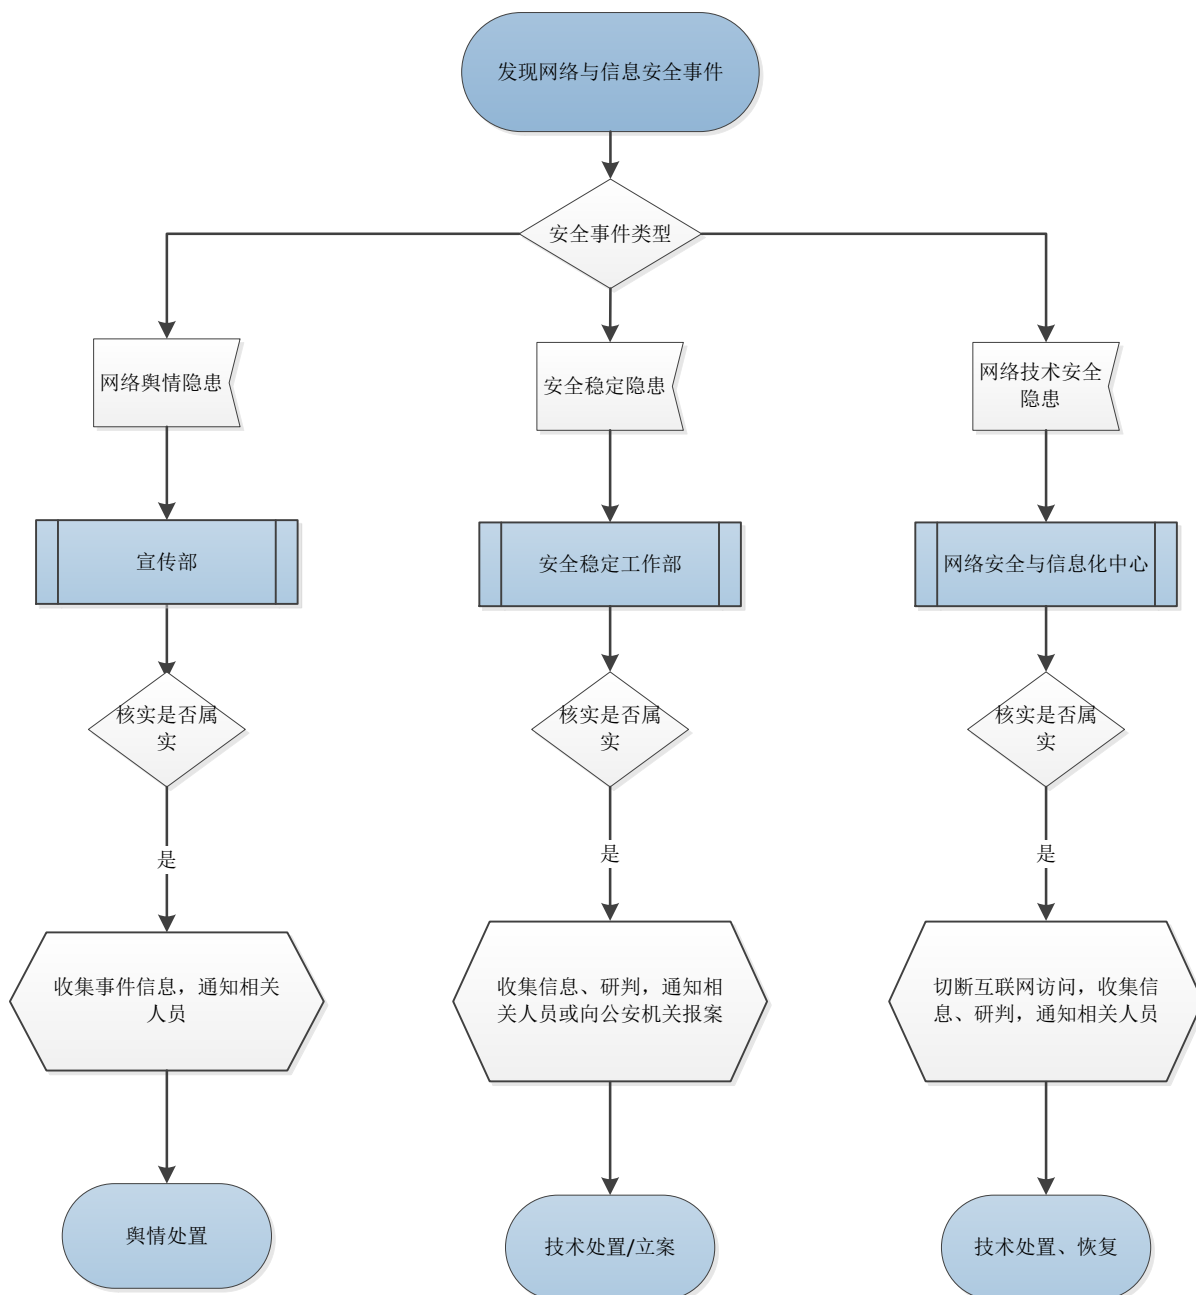 发现网络与信息安全事件
安全事件类型
网络舆情隐患
安全稳定隐患
网络技术安全
隐患
宣传部
安全稳定工作部
网络安全与信息化中心
核实是否属
实
核实是否属
实
核实是否属
实
是
是
是
收集事件信息，通知相关
人员
收集信息、研判，通知相
关人员或向公安机关报案
切断互联网访问，收集信
息、研判，通知相关人员
舆情处置
技术处置/立案
技术处置、恢复